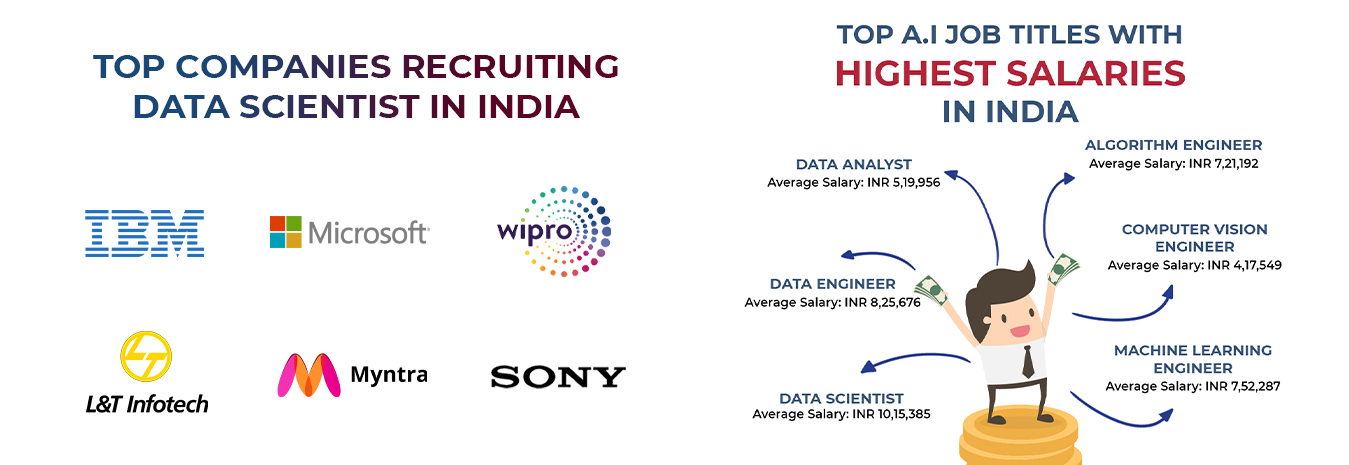 TOP COMPANIES RECRUITING
DATA SCIENTIST IN INDIA
IBM
Microsoft
wipro
LT
L&T Infotech
Myntra
SONY
TOP A.I JOB TITLES WITH
HIGHEST SALARIES
IN INDIA
DATA ANALYST
Average Salary: INR 5,19,956
ALGORITHM ENGINEER
Average Salary: INR 7,21,192
DATA ENGINEER
Average Salary: INR 8,25,676
COMPUTER VISION
ENGINEER
Average Salary: INR 4,17,549
DATA SCIENTIST
Average Salary: INR 10,15,385
MACHINE LEARNING
ENGINEER
Average Salary: INR 7,52,287